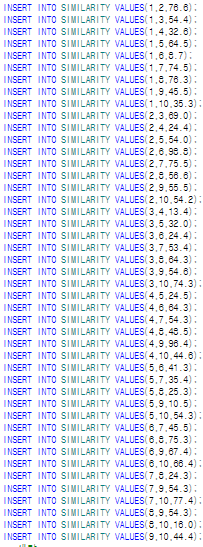 INSERT INTO SIMILARITY VALUES(1,2,76.6);
INSERT INTO SIMILARITY VALUES(1,3,54.4);
INSERT INTO SIMILARITY VALUES(1,4,32.6);
INSERT INTO SIMILARITY VALUES(1,5,64.5);
INSERT INTO SIMILARITY VALUES(1,6,8.7);
INSERT INTO SIMILARITY VALUES(1,7,74.5);
INSERT INTO SIMILARITY VALUES(1,8,76.3);
INSERT INTO SIMILARITY VALUES(1,9,45.5);
INSERT INTO SIMILARITY VALUES(1,10,35.3);
INSERT INTO SIMILARITY VALUES(2,3,69.0);
INSERT INTO SIMILARITY VALUES(2,4,24.4);
INSERT INTO SIMILARITY VALUES(2,5,54.0);
INSERT INTO SIMILARITY VALUES(2,6,96.8);
INSERT INTO SIMILARITY VALUES(2,7,75.5);
INSERT INTO SIMILARITY VALUES(2,8,56.6);
INSERT INTO SIMILARITY VALUES(2,9,55.5);
INSERT INTO SIMILARITY VALUES(2,10,54.2);
INSERT INTO SIMILARITY VALUES(3,4,13.4);
INSERT INTO SIMILARITY VALUES(3,5,32.0);
INSERT INTO SIMILARITY VALUES(3,6,24.4);
INSERT INTO SIMILARITY VALUES(3,7,53.4);
INSERT INTO SIMILARITY VALUES(3,8,64.3);
INSERT INTO SIMILARITY VALUES(3,9,54.6);
INSERT INTO SIMILARITY VALUES(3,10,74.3);
INSERT INTO SIMILARITY VALUES(4,5,24.5);
INSERT INTO SIMILARITY VALUES(4,6,64.3);
INSERT INTO SIMILARITY VALUES(4,7,54.3);
INSERT INTO SIMILARITY VALUES(4,8,48.5);
INSERT INTO SIMILARITY VALUES(4,9,96.4);
INSERT INTO SIMILARITY VALUES(4,10,44.6);
INSERT INTO SIMILARITY VALUES(5,6,41.3);
INSERT INTO SIMILARITY VALUES(5,7,35.4);
INSERT INTO SIMILARITY VALUES(5,8,25.3);
INSERT INTO SIMILARITY VALUES(5,9,10.5);
INSERT INTO SIMILARITY VALUES(5,10,54.3);
INSERT INTO SIMILARITY VALUES(6,7,45.5);
INSERT INTO SIMILARITY VALUES(6,8,75.3);
INSERT INTO SIMILARITY VALUES(6,9,67.4);
INSERT INTO SIMILARITY VALUES(6,10,66.4);
INSERT INTO SIMILARITY VALUES(7,8,24.3);
INSERT INTO SIMILARITY VALUES(7,9,54.3);
INSERT INTO SIMILARITY VALUES(7,10,77.4);
INSERT INTO SIMILARITY VALUES(8,9,54.3);
INSERT INTO SIMILARITY VALUES(8,10,16.0);
INSERT INTO SIMILARITY VALUES(9,10,44.4);